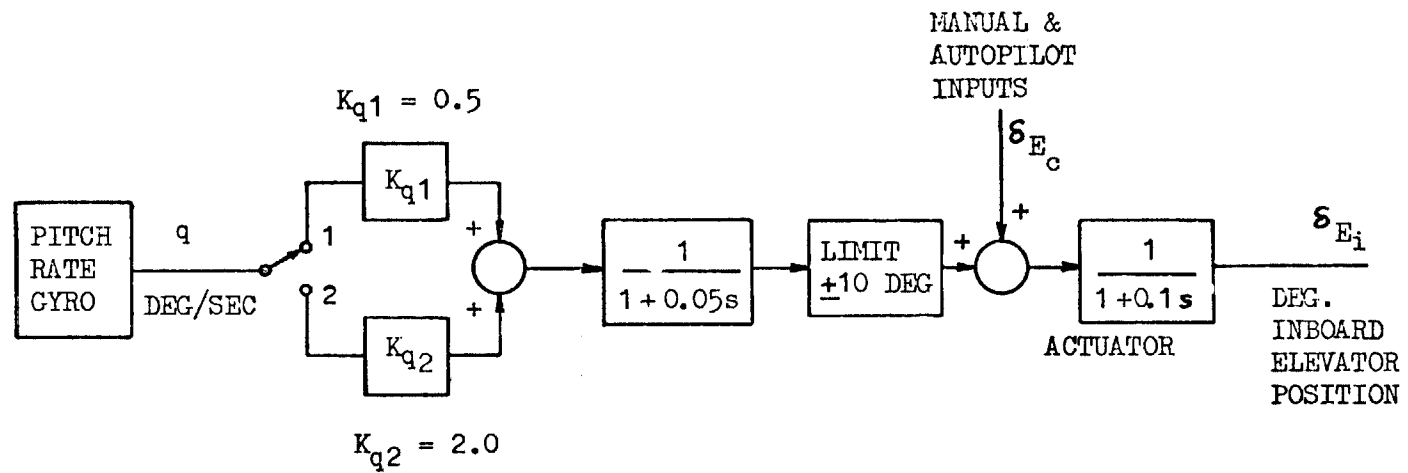 MANUAL &
AUTOPILOT
INPUTS
K_q1 = 0.5
δ_E_c
K_q1
PITCH
RATE
GYRO
q
DEG/SEC
1
2
+
+
1
1 + 0.05s
LIMIT
±10 DEG
+
+
1
1 + 0.1s
ACTUATOR
δ_E_i
DEG.
INBOARD
ELEVATOR
POSITION
K_q2
K_q2 = 2.0